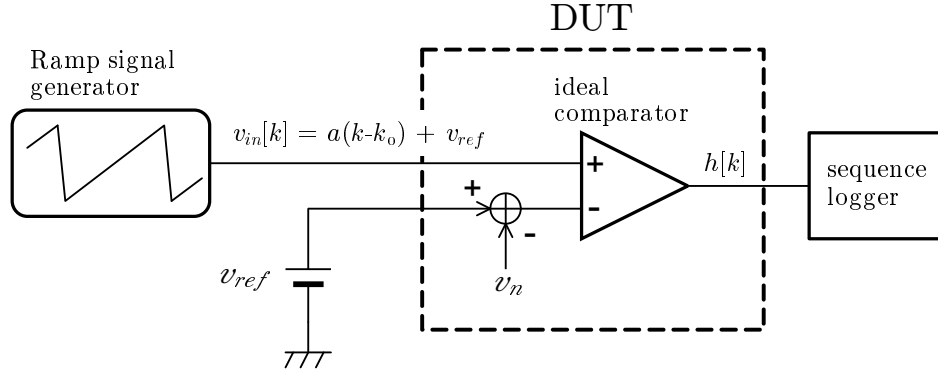 DUT
Ramp signal
generator
v_in[k] = a(k-k_o) + v_ref
ideal
comparator
+
-
h[k]
sequence
logger
+
-
v_ref
v_n